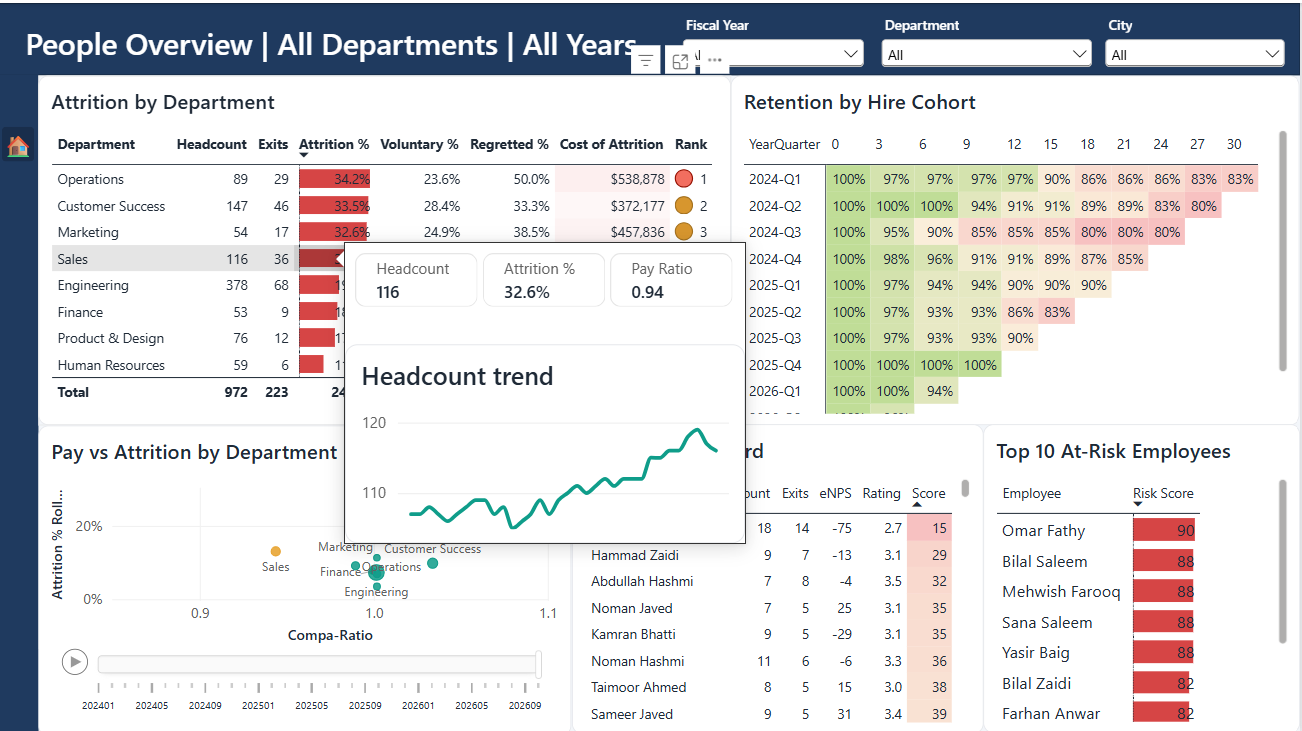 People Overview | All Departments | All Years
Fiscal Year
Department
City
All
All
Attrition by Department
Department Headcount Exits Attrition % Voluntary % Regretted % Cost of Attrition Rank
Operations 89 29 34.2% 23.6% 50.0% $538,878 1
Customer Success 147 46 33.5% 28.4% 33.3% $372,177 2
Marketing 54 17 32.6% 24.9% 38.5% $457,836 3
Sales 116 36
Engineering 378 68
Finance 53 9
Product & Design 76 12
Human Resources 59 6
Total 972 223
Headcount
116
Attrition %
32.6%
Pay Ratio
0.94
Headcount trend
120
110
Retention by Hire Cohort
YearQuarter 0 3 6 9 12 15 18 21 24 27 30
2024-Q1 100% 97% 97% 97% 97% 90% 86% 86% 86% 83% 83%
2024-Q2 100% 100% 100% 94% 91% 91% 89% 89% 83% 80%
2024-Q3 100% 95% 90% 85% 85% 85% 80% 80% 80%
2024-Q4 100% 98% 96% 91% 91% 89% 87% 85%
2025-Q1 100% 97% 94% 94% 90% 90% 90%
2025-Q2 100% 97% 93% 93% 86% 83%
2025-Q3 100% 97% 93% 93% 90%
2025-Q4 100% 100% 100% 100%
2026-Q1 100% 100% 94%
Pay vs Attrition by Department
Attrition % Roll...
20%
0%
Sales
Marketing
Customer Success
Finance
Operations
Engineering
0.9 1.0 1.1
Compa-Ratio
202401 202405 202409 202501 202505 202509 202601 202605 202609
Exits eNPS Rating Score
18 14 -75 2.7 15
Hammad Zaidi 9 7 -13 3.1 29
Abdullah Hashmi 7 8 -4 3.5 32
Noman Javed 7 5 25 3.1 35
Kamran Bhatti 9 5 -29 3.1 35
Noman Hashmi 11 6 -6 3.3 36
Taimoor Ahmed 8 5 15 3.0 38
Sameer Javed 9 5 31 3.4 39
Top 10 At-Risk Employees
Employee Risk Score
Omar Fathy 90
Bilal Saleem 88
Mehwish Farooq 88
Sana Saleem 88
Yasir Baig 88
Bilal Zaidi 82
Farhan Anwar 82